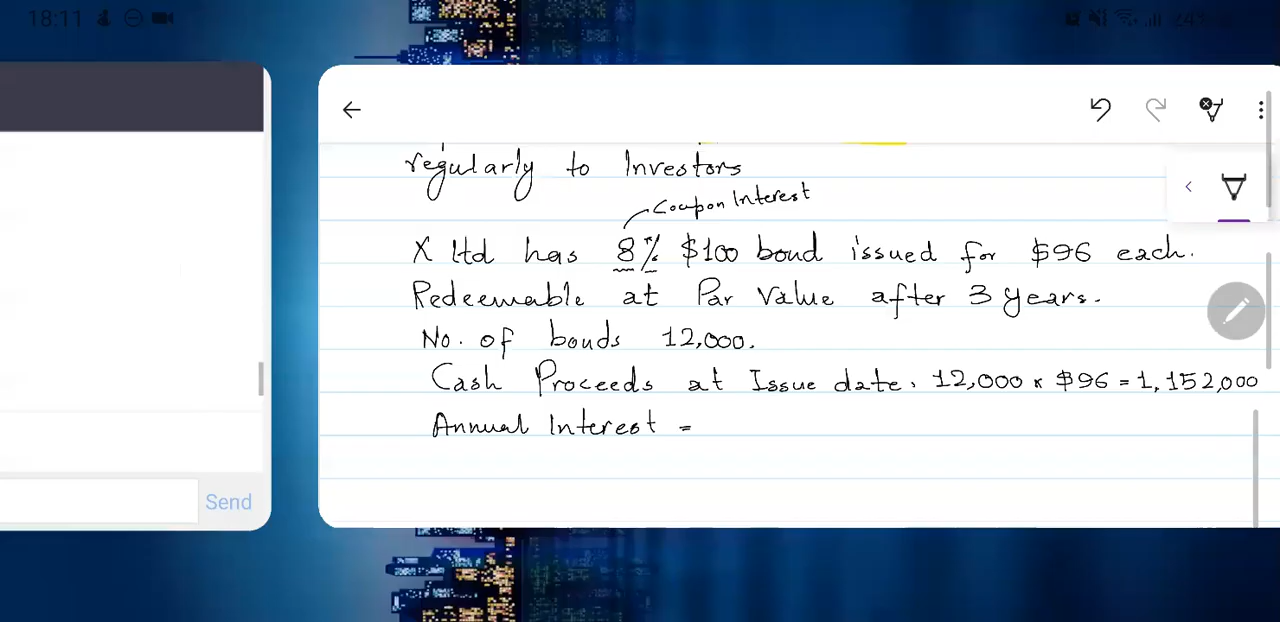 18:11
regularly to Investors
Coupon Interest
X ltd has 8% $100 bond issued for $96 each.
Redeemable at Par Value after 3 years.
No. of bonds 12,000.
Cash Proceeds at Issue date. 12,000 x $96 = 1,152,000
Annual Interest =
Send